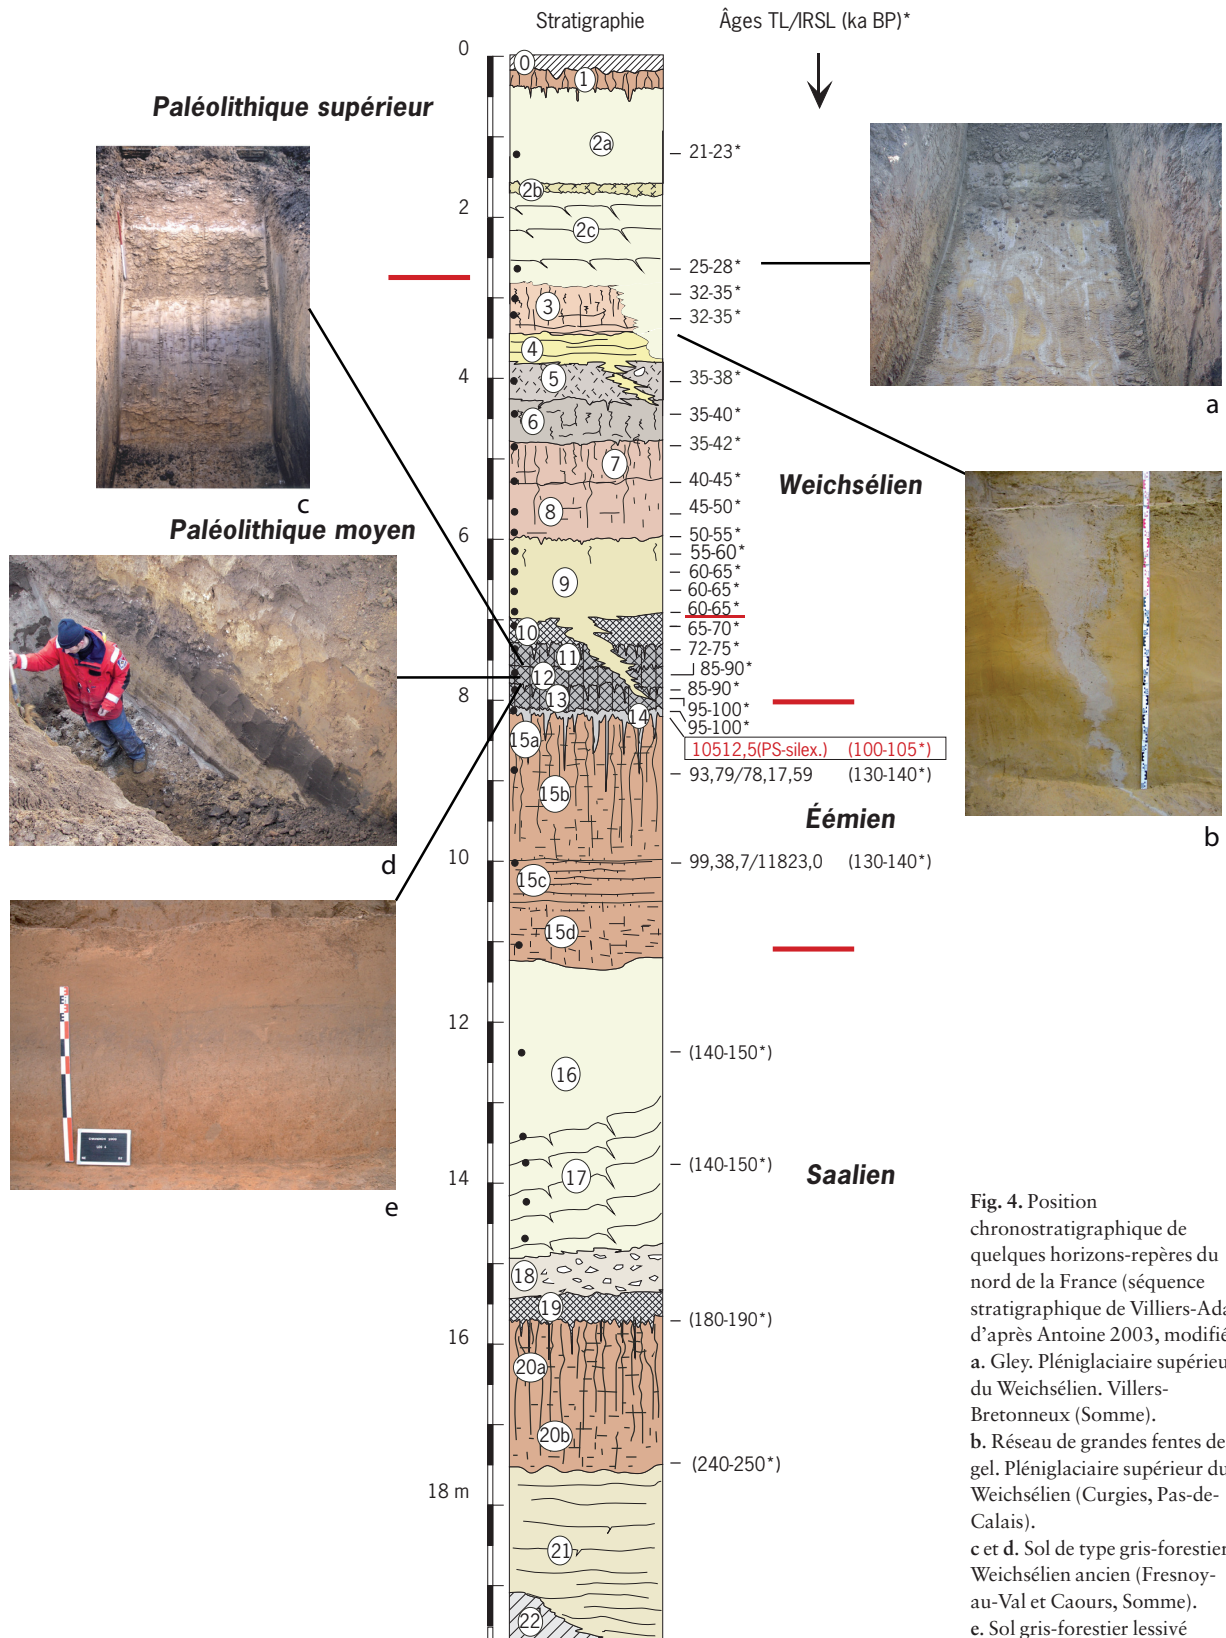 Stratigraphie Âges TL/IRSL (ka BP)*
0
0
1
Paléolithique supérieur
2a
21-23*
2b
2
2c
25-28*
32-35*
3
32-35*
4
a
4
5
35-38*
6
35-40*
35-42*
7
40-45*
Weichsélien
c
8
45-50*
Paléolithique moyen
50-55*
6
55-60*
9
60-65*
60-65*
60-65*
10
65-70*
11
72-75*
12
85-90*
13
85-90*
8
14
95-100*
95-100*
15a
10512,5(PS-silex.) (100-105*)
93,79/78,17,59 (130-140*)
15b
Éémien
b
d
10
99,38,7/11823,0 (130-140*)
15c
15d
12
(140-150*)
16
17
(140-150*)
14
Saalien
e
18
19
(180-190*)
16
20a
20b
(240-250*)
18 m
21
22
Fig. 4. Position
chronostratigraphique de
quelques horizons-repères du
nord de la France (séquence
stratigraphique de Villiers-Ada
d'après Antoine 2003, modifié
a. Gley. Pléniglaciaire supérieu
du Weichsélien. Villers-
Bretonneux (Somme).
b. Réseau de grandes fentes de
gel. Pléniglaciaire supérieur du
Weichsélien (Curgies, Pas-de-
Calais).
c et d. Sol de type gris-forestier
Weichsélien ancien (Fresnoy-
au-Val et Caours, Somme).
e. Sol gris-forestier lessivé